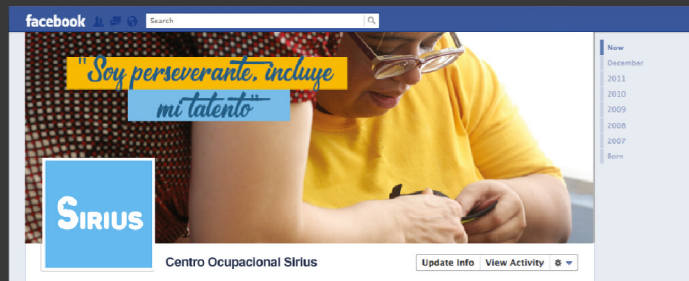 facebook
Search
Now
December
2011
2010
2009
2008
2007
Born
"Soy perseverante, incluye
mi talento"
SIRIUS
Centro Ocupacional Sirius
Update Info
View Activity